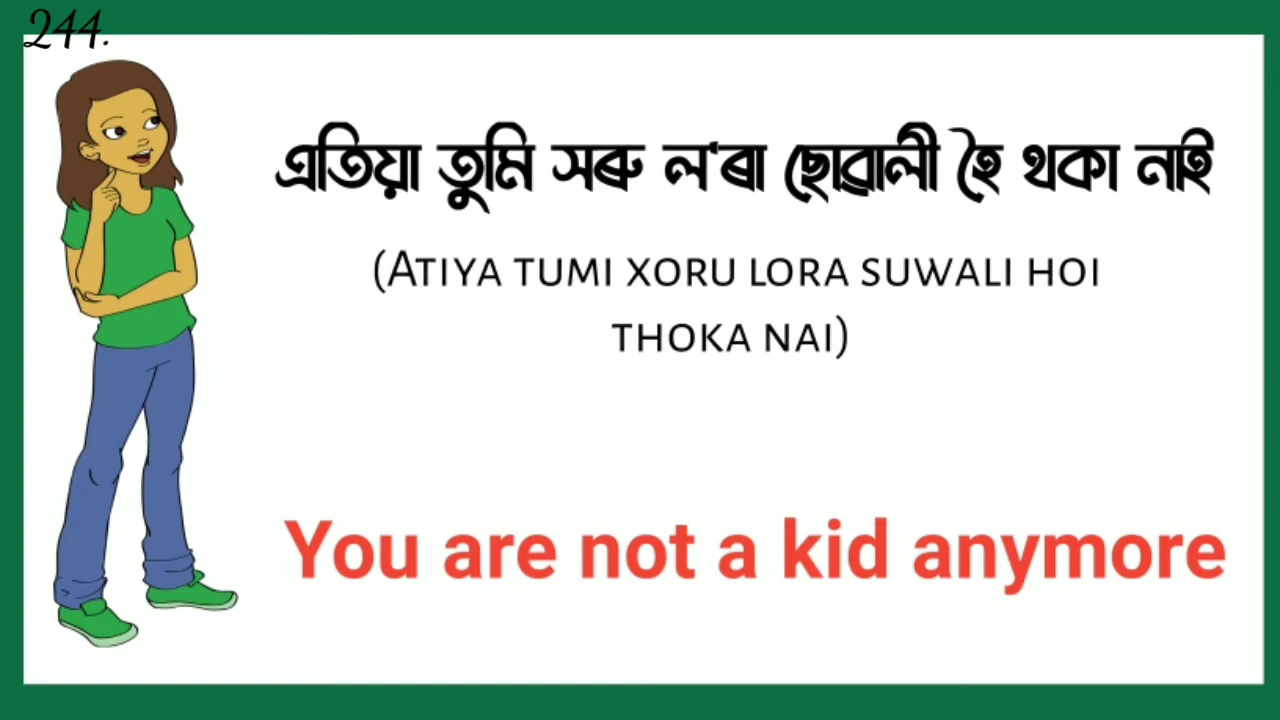 244.
এতিয়া তুমি সৰু ল'ৰা ছোৱালী হৈ থকা নাই
(Atiya tumi xoru lora suwali hoi
thoka nai)
You are not a kid anymore